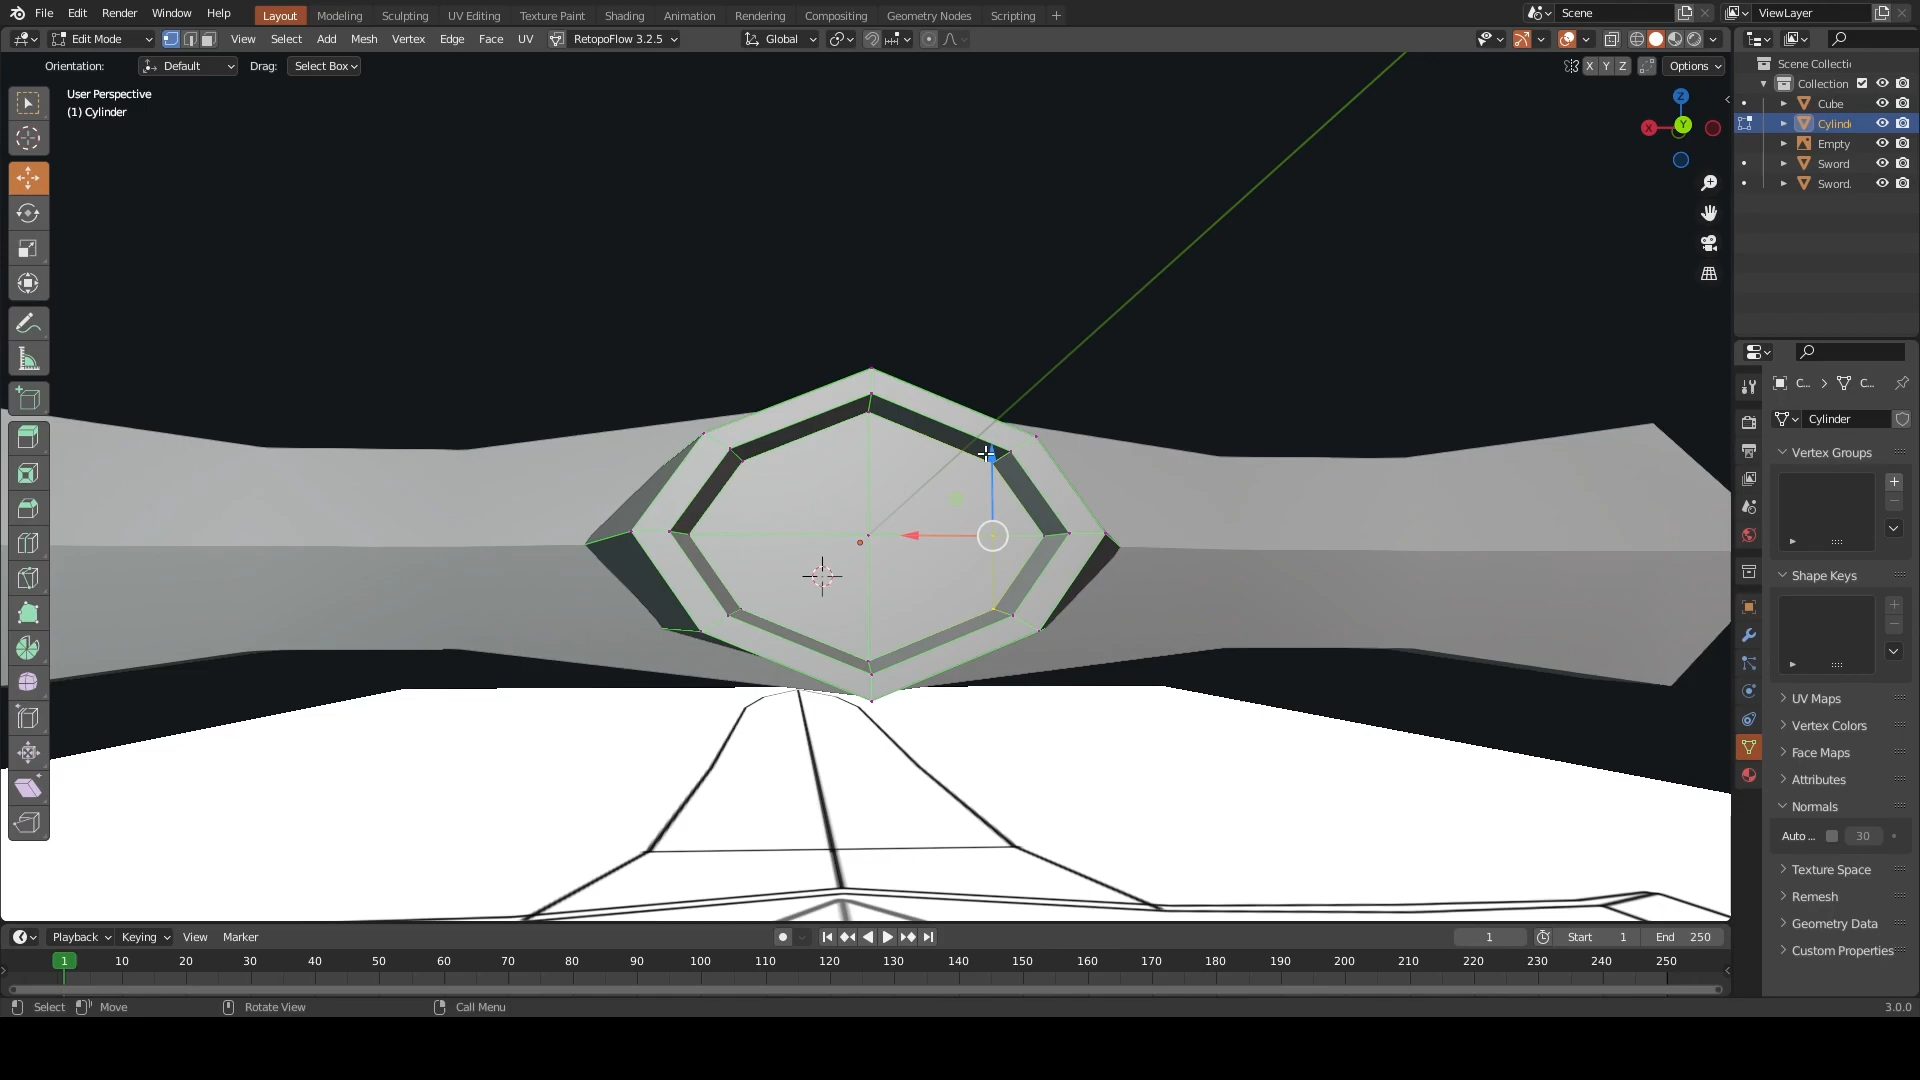 File Edit Render Window Help Layout Modeling Sculpting UV Editing Texture Paint Shading Animation Rendering Compositing Geometry Nodes Scripting + Scene ViewLayer
Edit Mode View Select Add Mesh Vertex Edge Face UV RetopoFlow 3.2.5 Global
Orientation: Default Drag: Select Box X Y Z Options
Scene Collecti
Collection
Cube
Cylind
Empty
Sword
Sword.
User Perspective
(1) Cylinder
Z
X
Y
C... C...
Cylinder
Vertex Groups
Shape Keys
UV Maps
Vertex Colors
Face Maps
Attributes
Normals
Auto ... 30
Texture Space
Remesh
Geometry Data
Custom Properties
Playback Keying View Marker 1 Start 1 End 250
1 10 20 30 40 50 60 70 80 90 100 110 120 130 140 150 160 170 180 190 200 210 220 230 240 250
Select Move Rotate View Call Menu 3.0.0